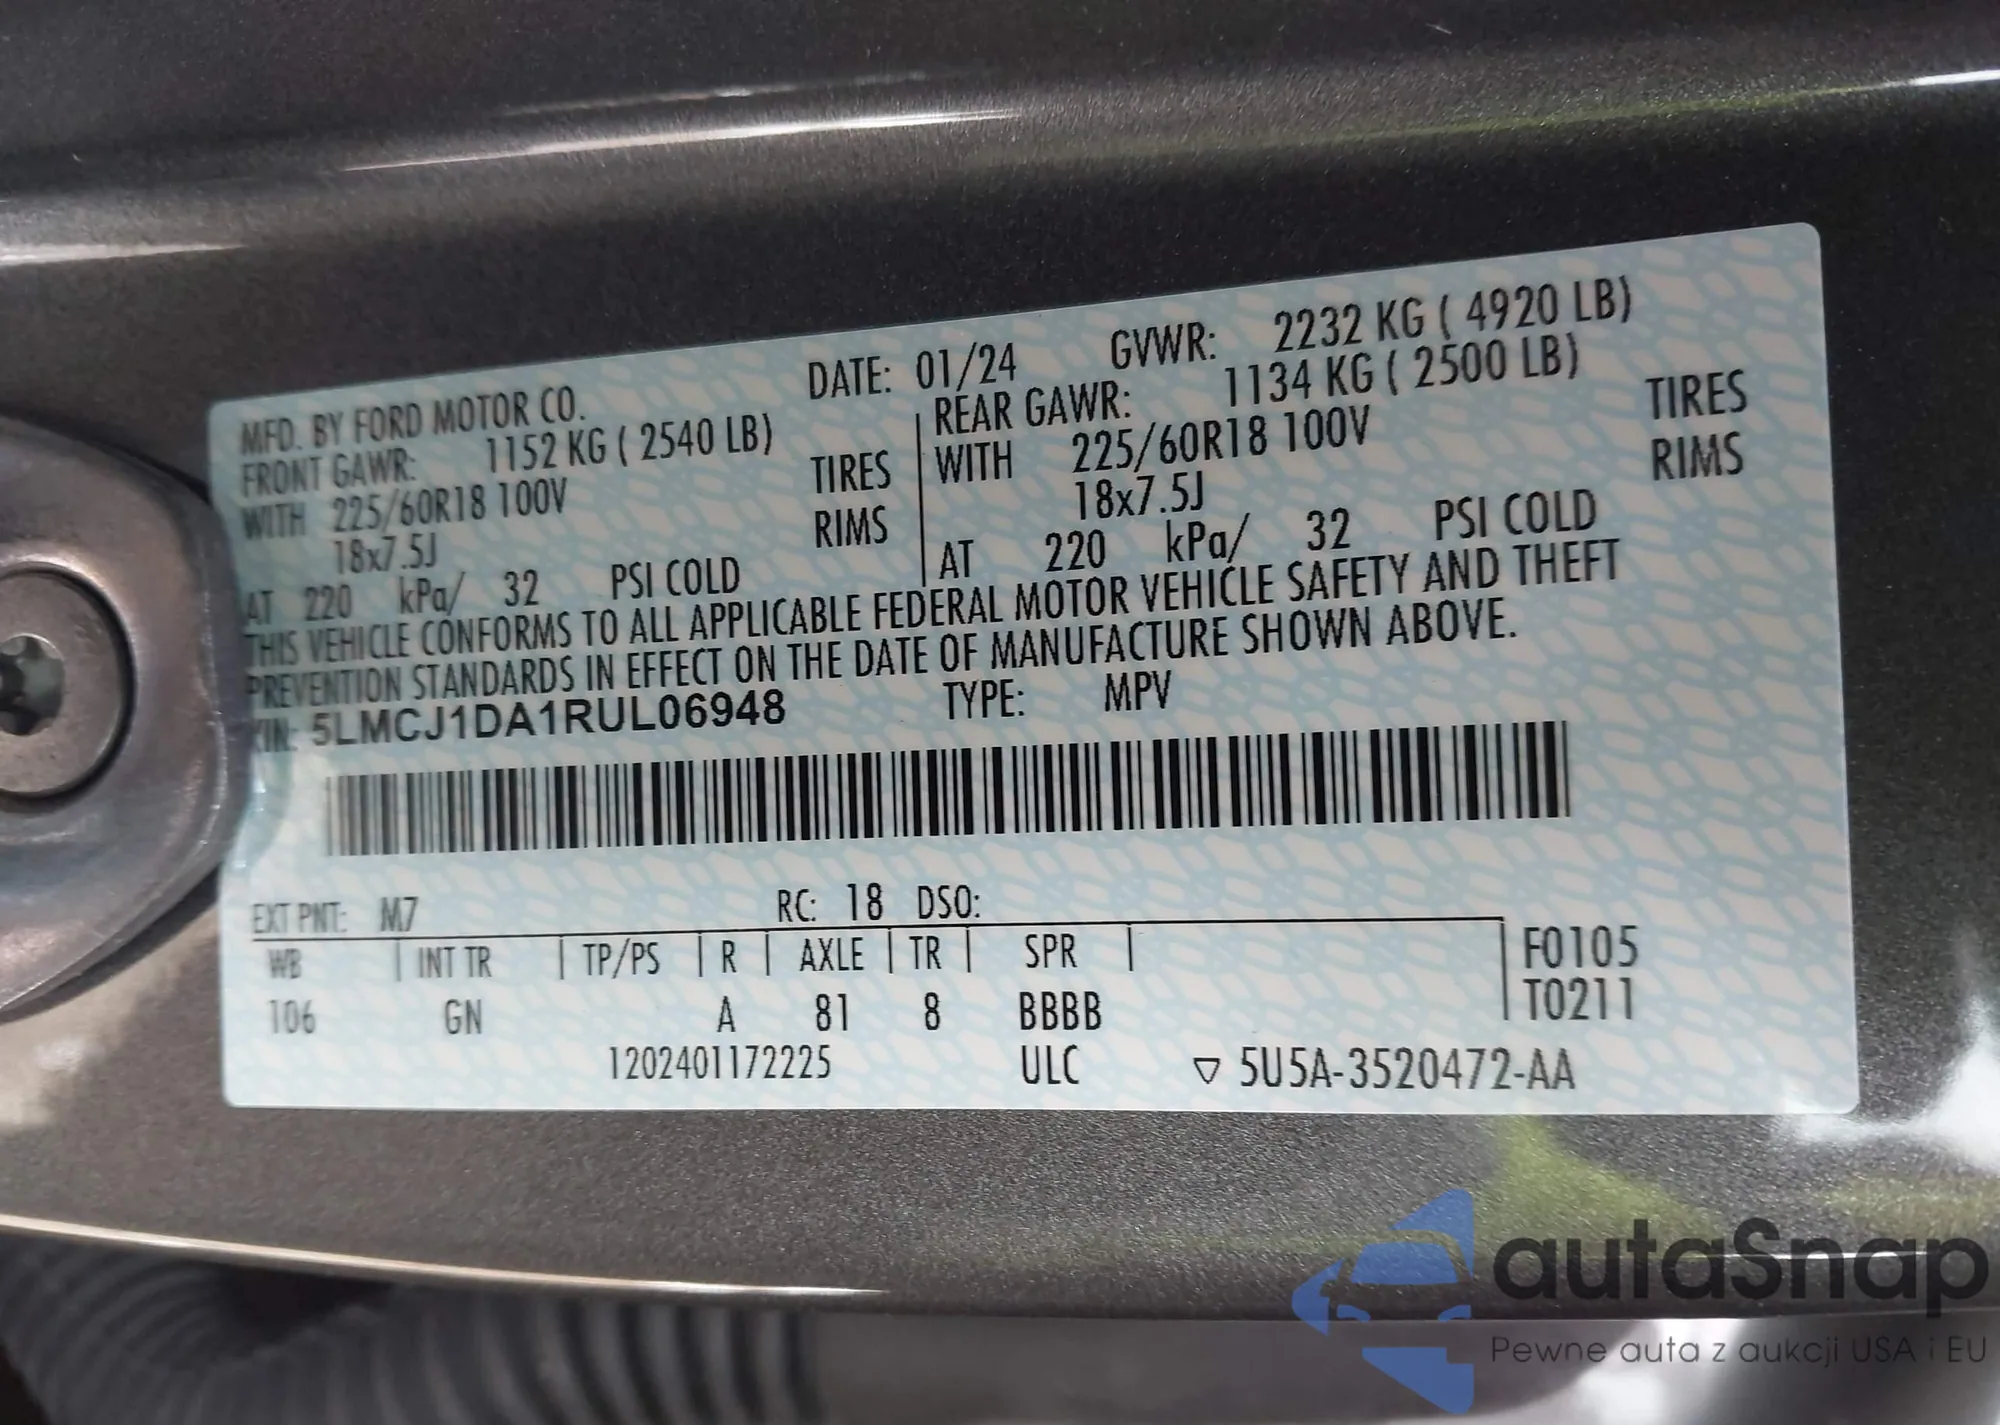 MFD. BY FORD MOTOR CO. DATE: 01/24 GVWR: 2232 KG ( 4920 LB)
FRONT GAWR: 1152 KG ( 2540 LB) REAR GAWR: 1134 KG ( 2500 LB)
WITH 225/60R18 100V TIRES WITH 225/60R18 100V TIRES
18x7.5J RIMS 18x7.5J RIMS
AT 220 kPa/ 32 PSI COLD AT 220 kPa/ 32 PSI COLD
THIS VEHICLE CONFORMS TO ALL APPLICABLE FEDERAL MOTOR VEHICLE SAFETY AND THEFT
PREVENTION STANDARDS IN EFFECT ON THE DATE OF MANUFACTURE SHOWN ABOVE.
VIN: 5LMCJ1DA1RUL06948 TYPE: MPV
EXT PNT: M7 RC: 18 DSO:
WB INT TR TP/PS R AXLE TR SPR F0105
106 GN A 81 8 BBBB T0211
1202401172225 ULC ▽ 5U5A-3520472-AA
autaSnap
Pewne auta z aukcji USA i EU